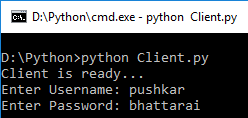 D:\Python\cmd.exe - python  Client.py
D:\Python>python Client.py
Client is ready...
Enter Username: pushkar
Enter Password: bhattarai